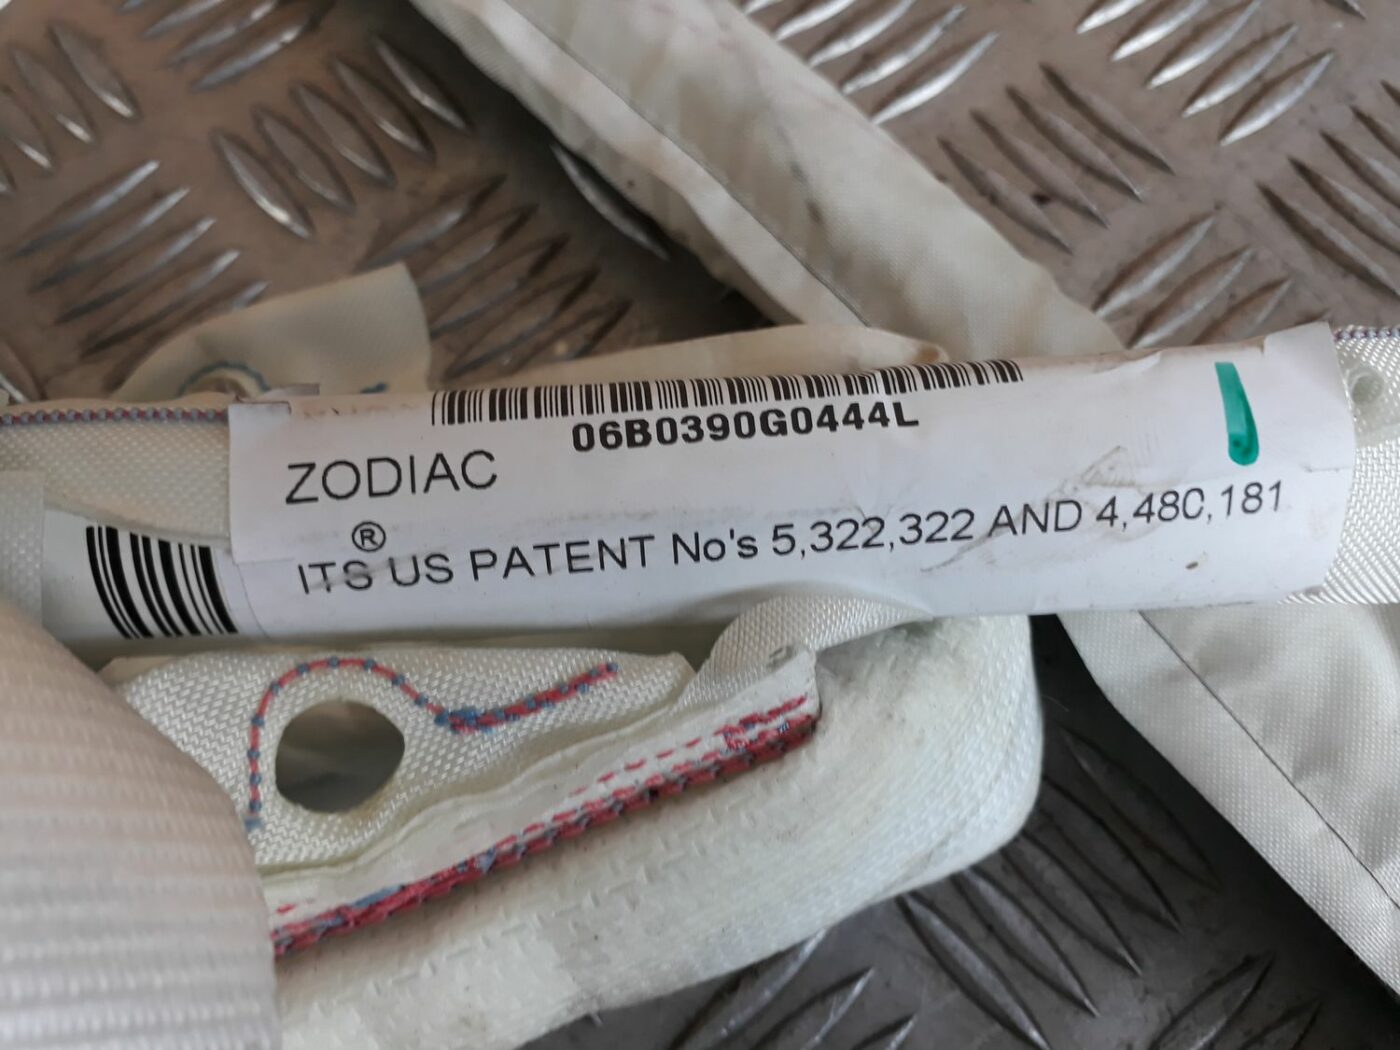 06B0390G0444L
ZODIAC
®
ITS US PATENT No's 5,322,322 AND 4,480,181